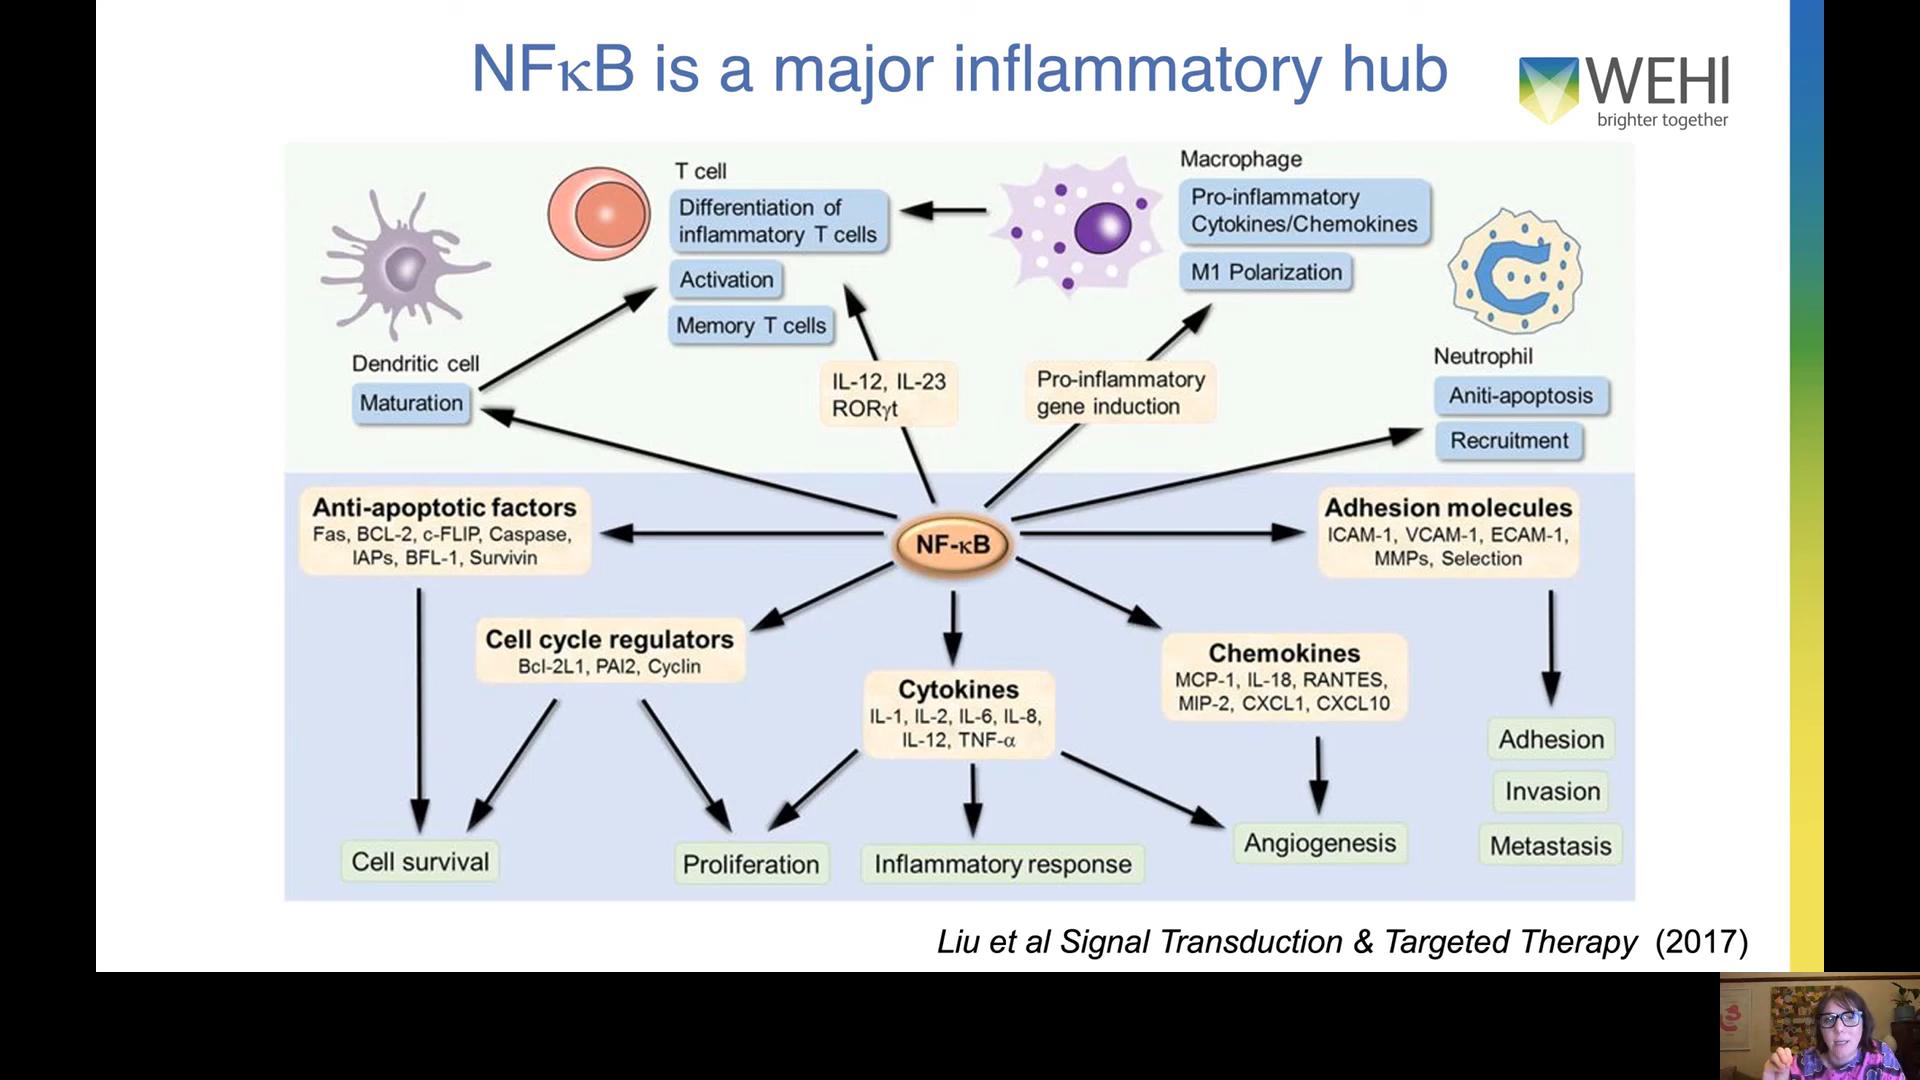 NFκB is a major inflammatory hub
WEHI
brighter together
T cell
Differentiation of
inflammatory T cells
Activation
Memory T cells
Macrophage
Pro-inflammatory
Cytokines/Chemokines
M1 Polarization
Dendritic cell
Maturation
IL-12, IL-23
RORγt
Pro-inflammatory
gene induction
Neutrophil
Aniti-apoptosis
Recruitment
Anti-apoptotic factors
Fas, BCL-2, c-FLIP, Caspase,
IAPs, BFL-1, Survivin
NF-κB
Adhesion molecules
ICAM-1, VCAM-1, ECAM-1,
MMPs, Selection
Cell cycle regulators
Bcl-2L1, PAI2, Cyclin
Cytokines
IL-1, IL-2, IL-6, IL-8,
IL-12, TNF-α
Chemokines
MCP-1, IL-18, RANTES,
MIP-2, CXCL1, CXCL10
Adhesion
Invasion
Metastasis
Cell survival
Proliferation
Inflammatory response
Angiogenesis
Liu et al Signal Transduction & Targeted Therapy (2017)